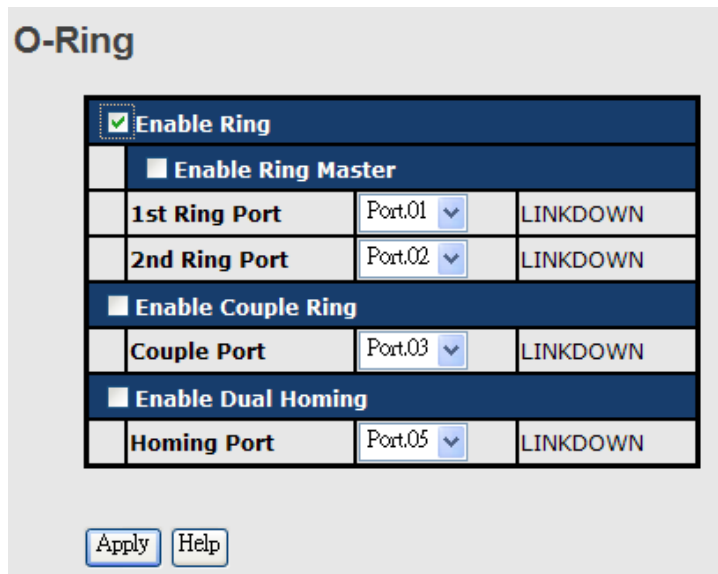 O-Ring
Enable Ring
Enable Ring Master
1st Ring Port Port.01 LINKDOWN
2nd Ring Port Port.02 LINKDOWN
Enable Couple Ring
Couple Port Port.03 LINKDOWN
Enable Dual Homing
Homing Port Port.05 LINKDOWN
Apply Help